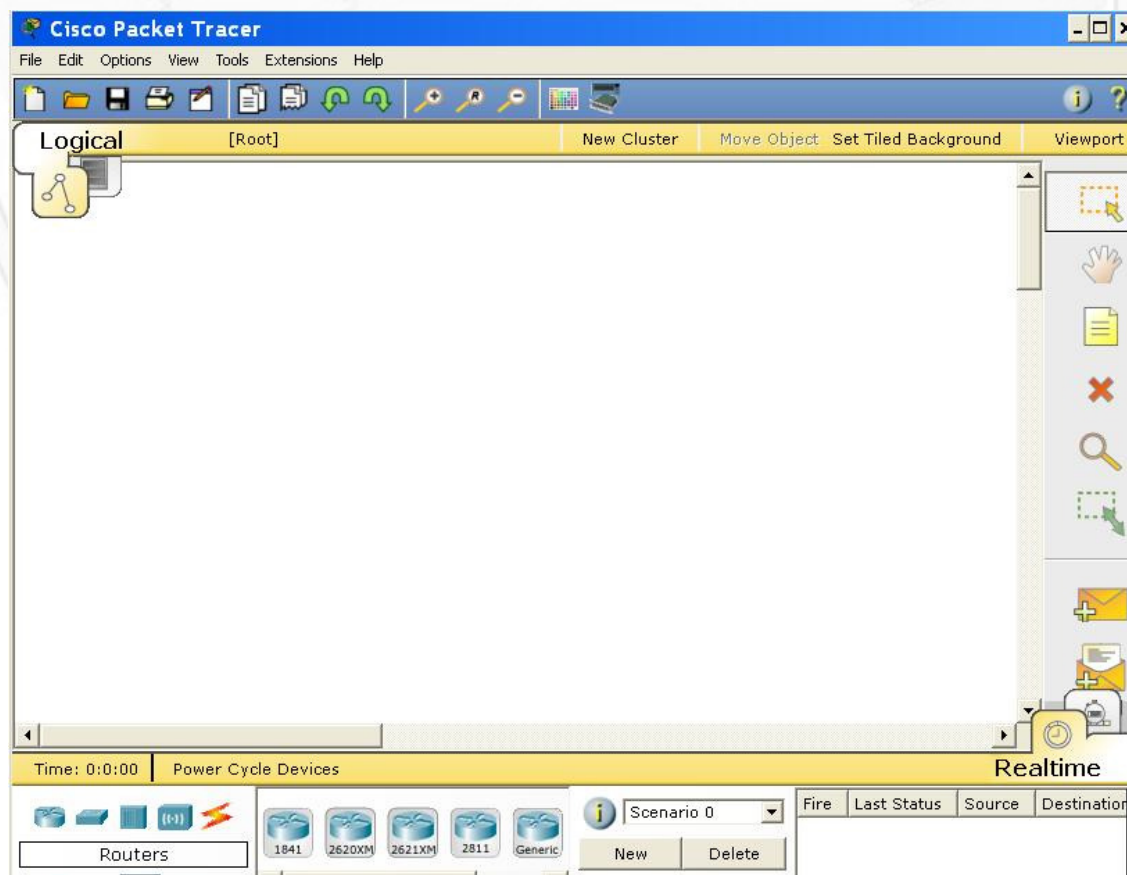 Cisco Packet Tracer
File Edit Options View Tools Extensions Help
Logical [Root] New Cluster Move Object Set Tiled Background Viewport
Time: 0:0:00 Power Cycle Devices Realtime
Scenario 0 Fire Last Status Source Destination
Routers 1841 2620XM 2621XM 2811 Generic New Delete